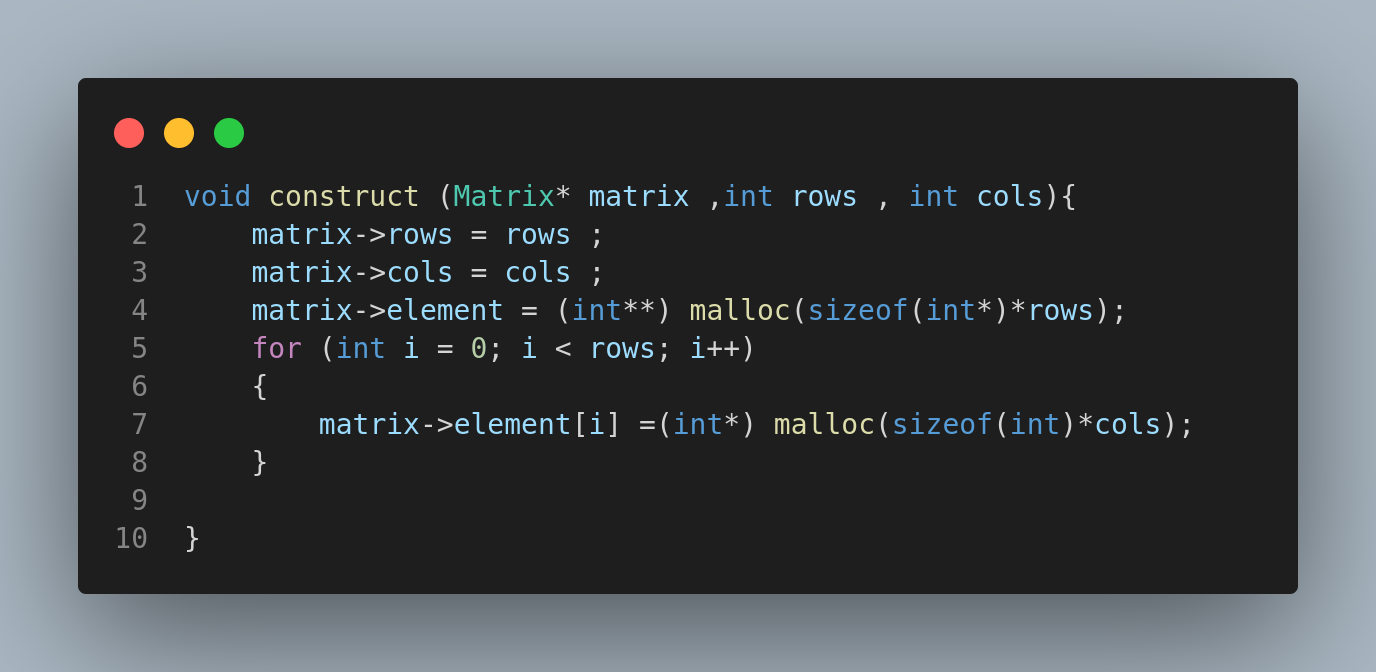 1 void construct (Matrix* matrix ,int rows , int cols){
2     matrix->rows = rows ;
3     matrix->cols = cols ;
4     matrix->element = (int**) malloc(sizeof(int*)*rows);
5     for (int i = 0; i < rows; i++)
6     {
7         matrix->element[i] =(int*) malloc(sizeof(int)*cols);
8     }
9
10 }